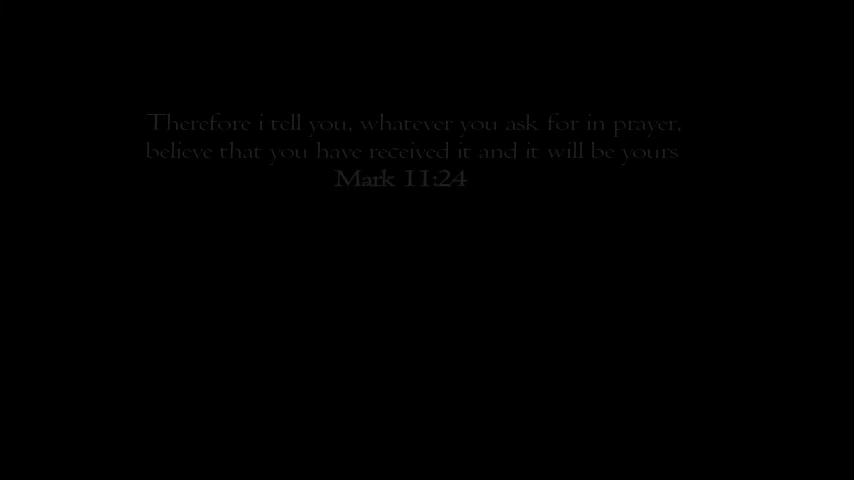 Therefore i tell you, whatever you ask for in prayer,
believe that you have received it and it will be yours
Mark 11:24